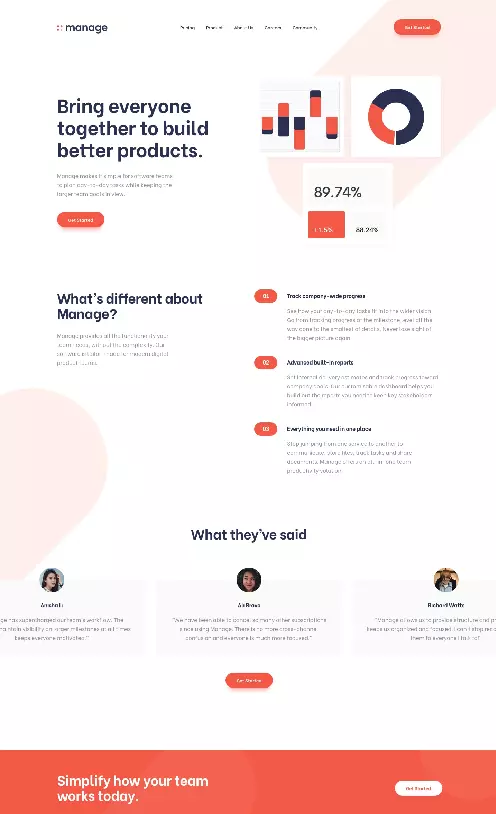 manage
Pricing Product About Us Careers Community
Get Started
Bring everyone
together to build
better products.
Manage makes it simple for software teams
to plan day-to-day tasks while keeping the
larger team goals in view.
Get Started
89.74%
88.24%
What's different about
Manage?
Manage provides all the functionality your
team needs, without the complexity. Our
software is tailor-made for modern digital
product teams.
01
Track company-wide progress
See how your day-to-day tasks fit into the wider vision.
Go from tracking progress at the milestone level all the
way done to the smallest of details. Never lose sight of
the bigger picture again.
02
Advanced built-in reports
Set internal delivery estimates and track progress toward
company goals. Our customisable dashboard helps you
build out the reports you need to keep key stakeholders
informed.
03
Everything you need in one place
Stop jumping from one service to another to
communicate, store files, track tasks and share
documents. Manage offers an all-in-one team
productivity solution.
What they've said
Anisha Li
ge has supercharged our team's workflow. The
maintain visibility on larger milestones at all times
keeps everyone motivated."
Ali Bravo
"We have been able to cancel so many other subscriptions
since using Manage. There is no more cross-channel
confusion and everyone is much more focused."
Richard Watts
"Manage allows us to provide structure and pr
keeps us organized and focused. I can't stop rec
them to everyone I talk to!"
Get Started
Simplify how your team
works today.
Get Started